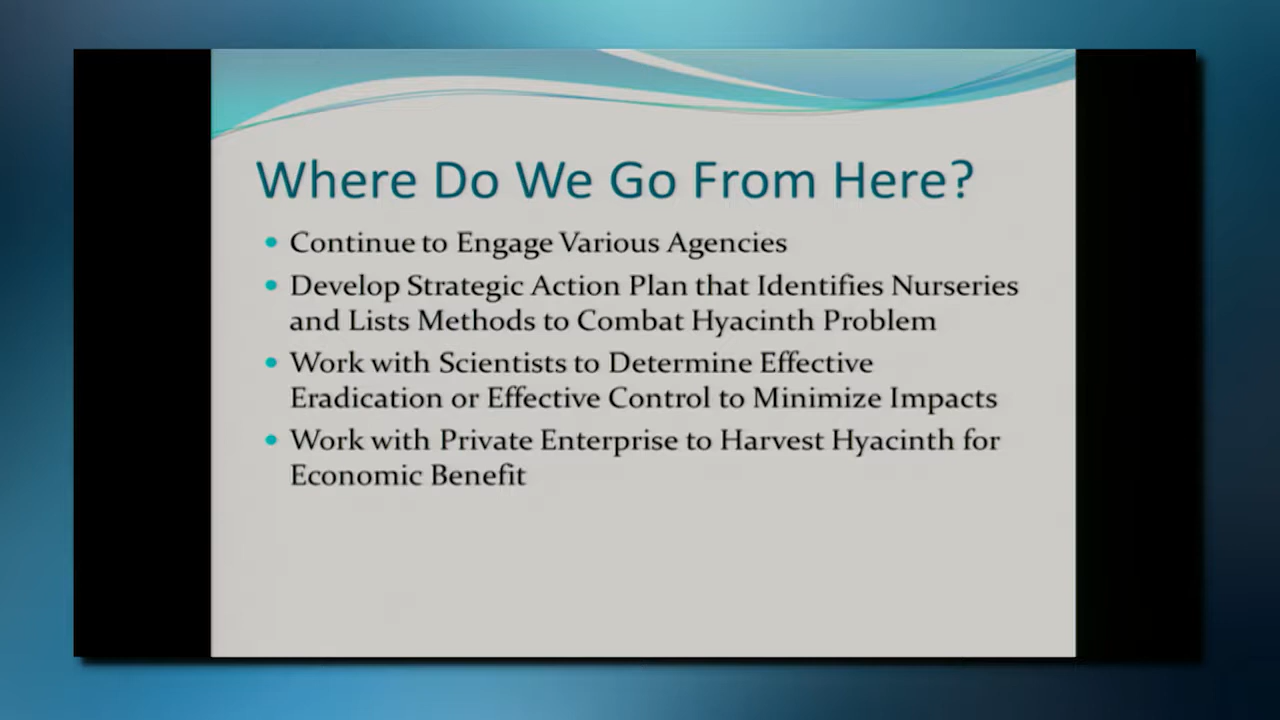 Where Do We Go From Here?
• Continue to Engage Various Agencies
• Develop Strategic Action Plan that Identifies Nurseries
and Lists Methods to Combat Hyacinth Problem
• Work with Scientists to Determine Effective
Eradication or Effective Control to Minimize Impacts
• Work with Private Enterprise to Harvest Hyacinth for
Economic Benefit